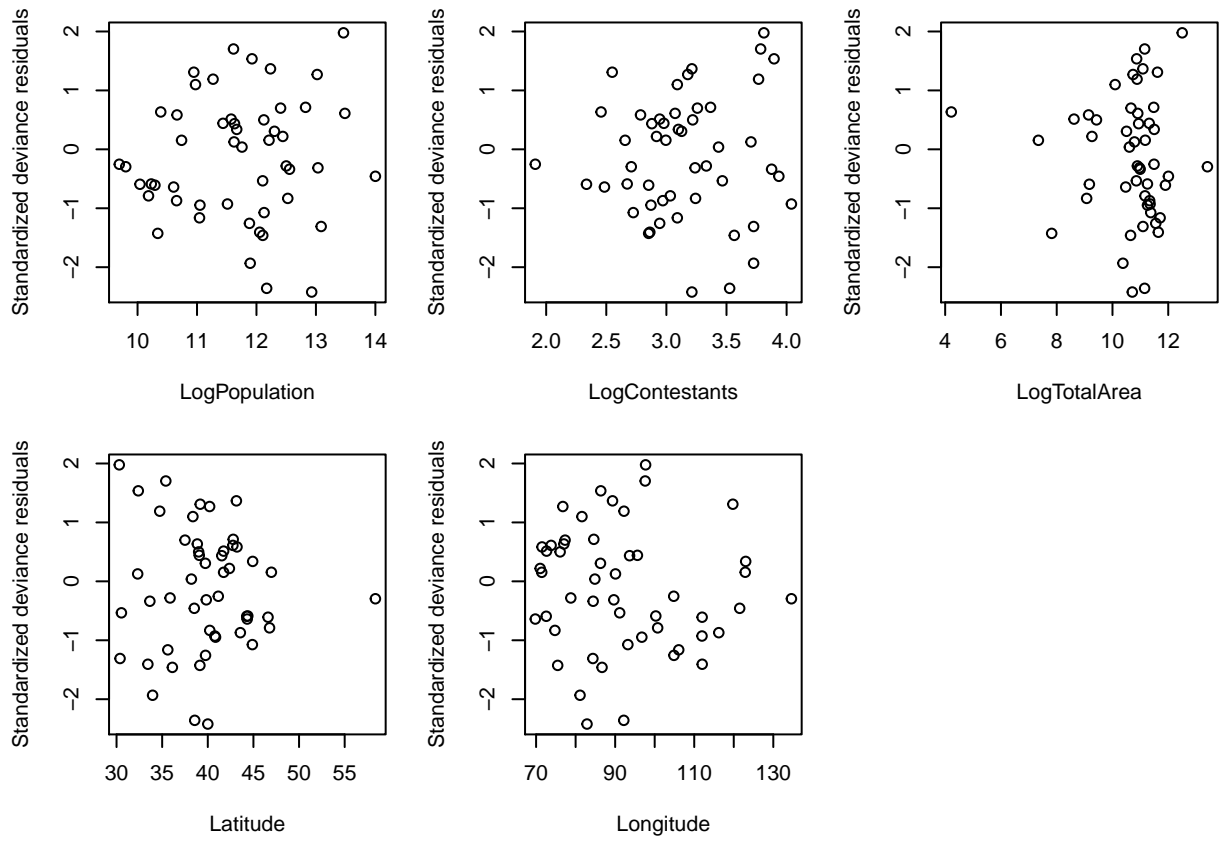 Standardized deviance residuals
−2 −1 0 1 2
10 11 12 13 14
LogPopulation
Standardized deviance residuals
−2 −1 0 1 2
2.0 2.5 3.0 3.5 4.0
LogContestants
Standardized deviance residuals
−2 −1 0 1 2
4 6 8 10 12
LogTotalArea
Standardized deviance residuals
−2 −1 0 1 2
30 35 40 45 50 55
Latitude
Standardized deviance residuals
−2 −1 0 1 2
70 90 110 130
Longitude